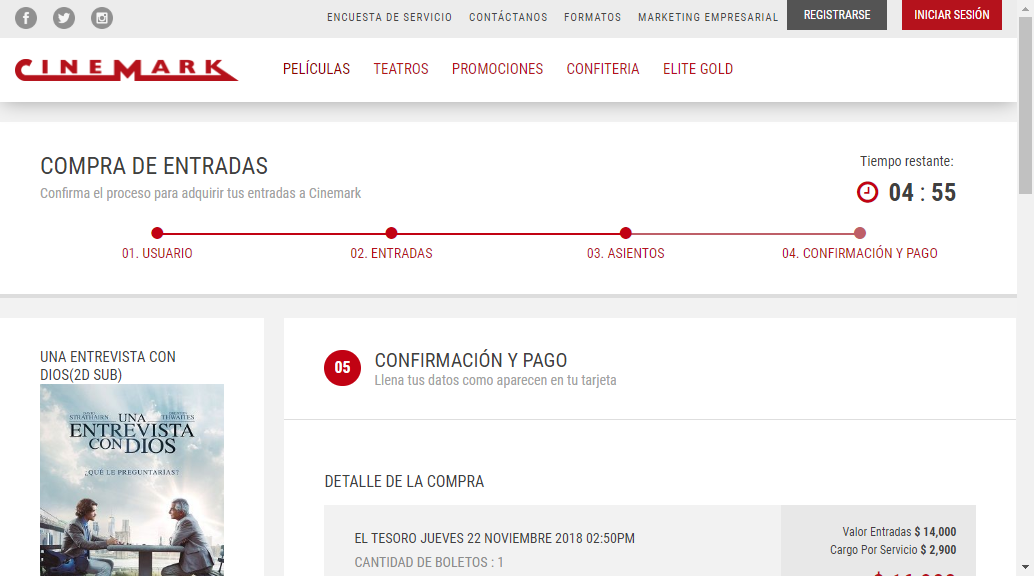 ENCUESTA DE SERVICIO CONTÁCTANOS FORMATOS MARKETING EMPRESARIAL REGISTRARSE INICIAR SESIÓN
CINEMARK PELÍCULAS TEATROS PROMOCIONES CONFITERIA ELITE GOLD
COMPRA DE ENTRADAS
Confirma el proceso para adquirir tus entradas a Cinemark
Tiempo restante:
04 : 55
01. USUARIO 02. ENTRADAS 03. ASIENTOS 04. CONFIRMACIÓN Y PAGO
UNA ENTREVISTA CON
DIOS(2D SUB)
STRATHAIRN THWAITES
UNA
ENTREVISTA
CON DIOS
¿QUÉ LE PREGUNTARÍAS?
05 CONFIRMACIÓN Y PAGO
Llena tus datos como aparecen en tu tarjeta
DETALLE DE LA COMPRA
EL TESORO JUEVES 22 NOVIEMBRE 2018 02:50PM
CANTIDAD DE BOLETOS : 1
Valor Entradas $ 14,000
Cargo Por Servicio $ 2,900